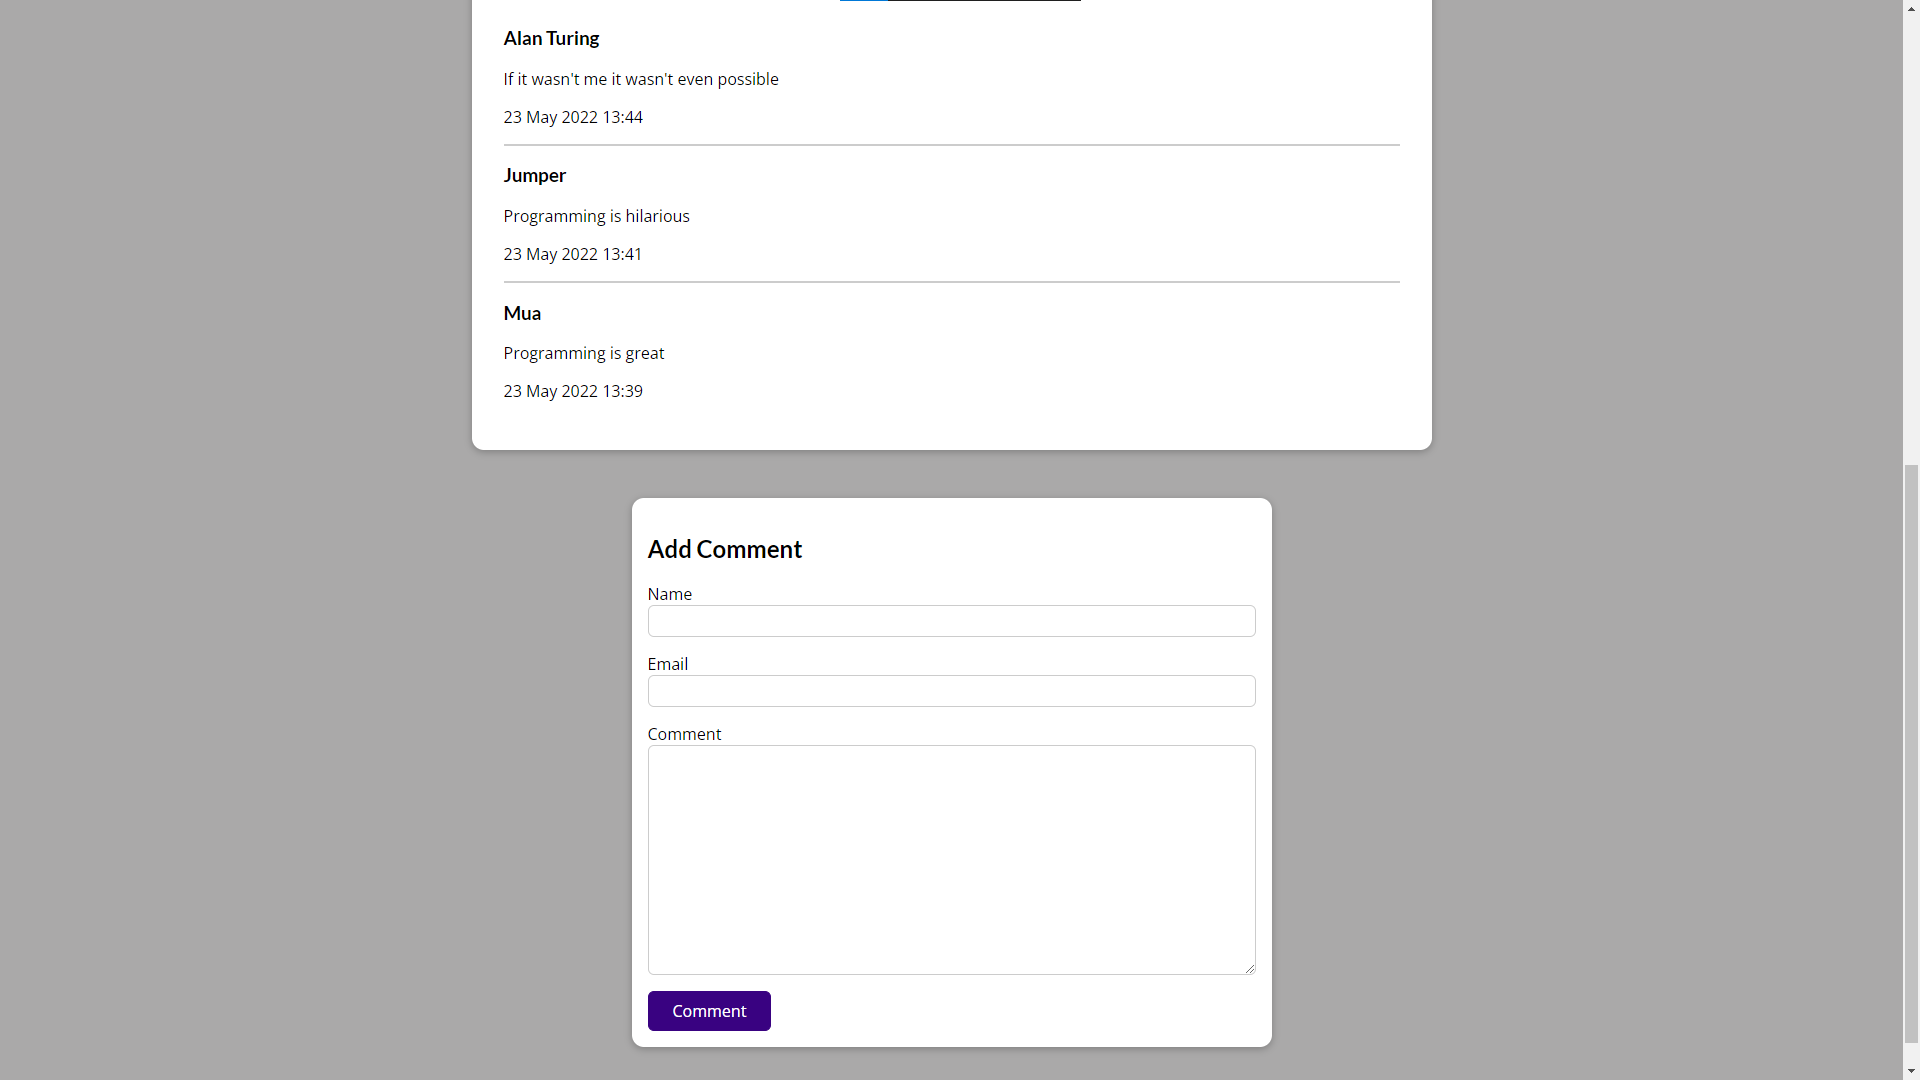 Alan Turing
If it wasn't me it wasn't even possible
23 May 2022 13:44
Jumper
Programming is hilarious
23 May 2022 13:41
Mua
Programming is great
23 May 2022 13:39
Add Comment
Name
Email
Comment
Comment